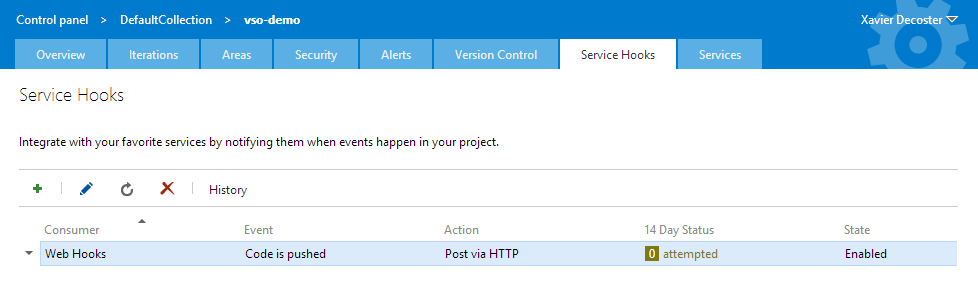 Control panel > DefaultCollection > vso-demo Xavier Decoster
Overview Iterations Areas Security Alerts Version Control Service Hooks Services
Service Hooks
Integrate with your favorite services by notifying them when events happen in your project.
History
Consumer Event Action 14 Day Status State
Web Hooks Code is pushed Post via HTTP 0 attempted Enabled